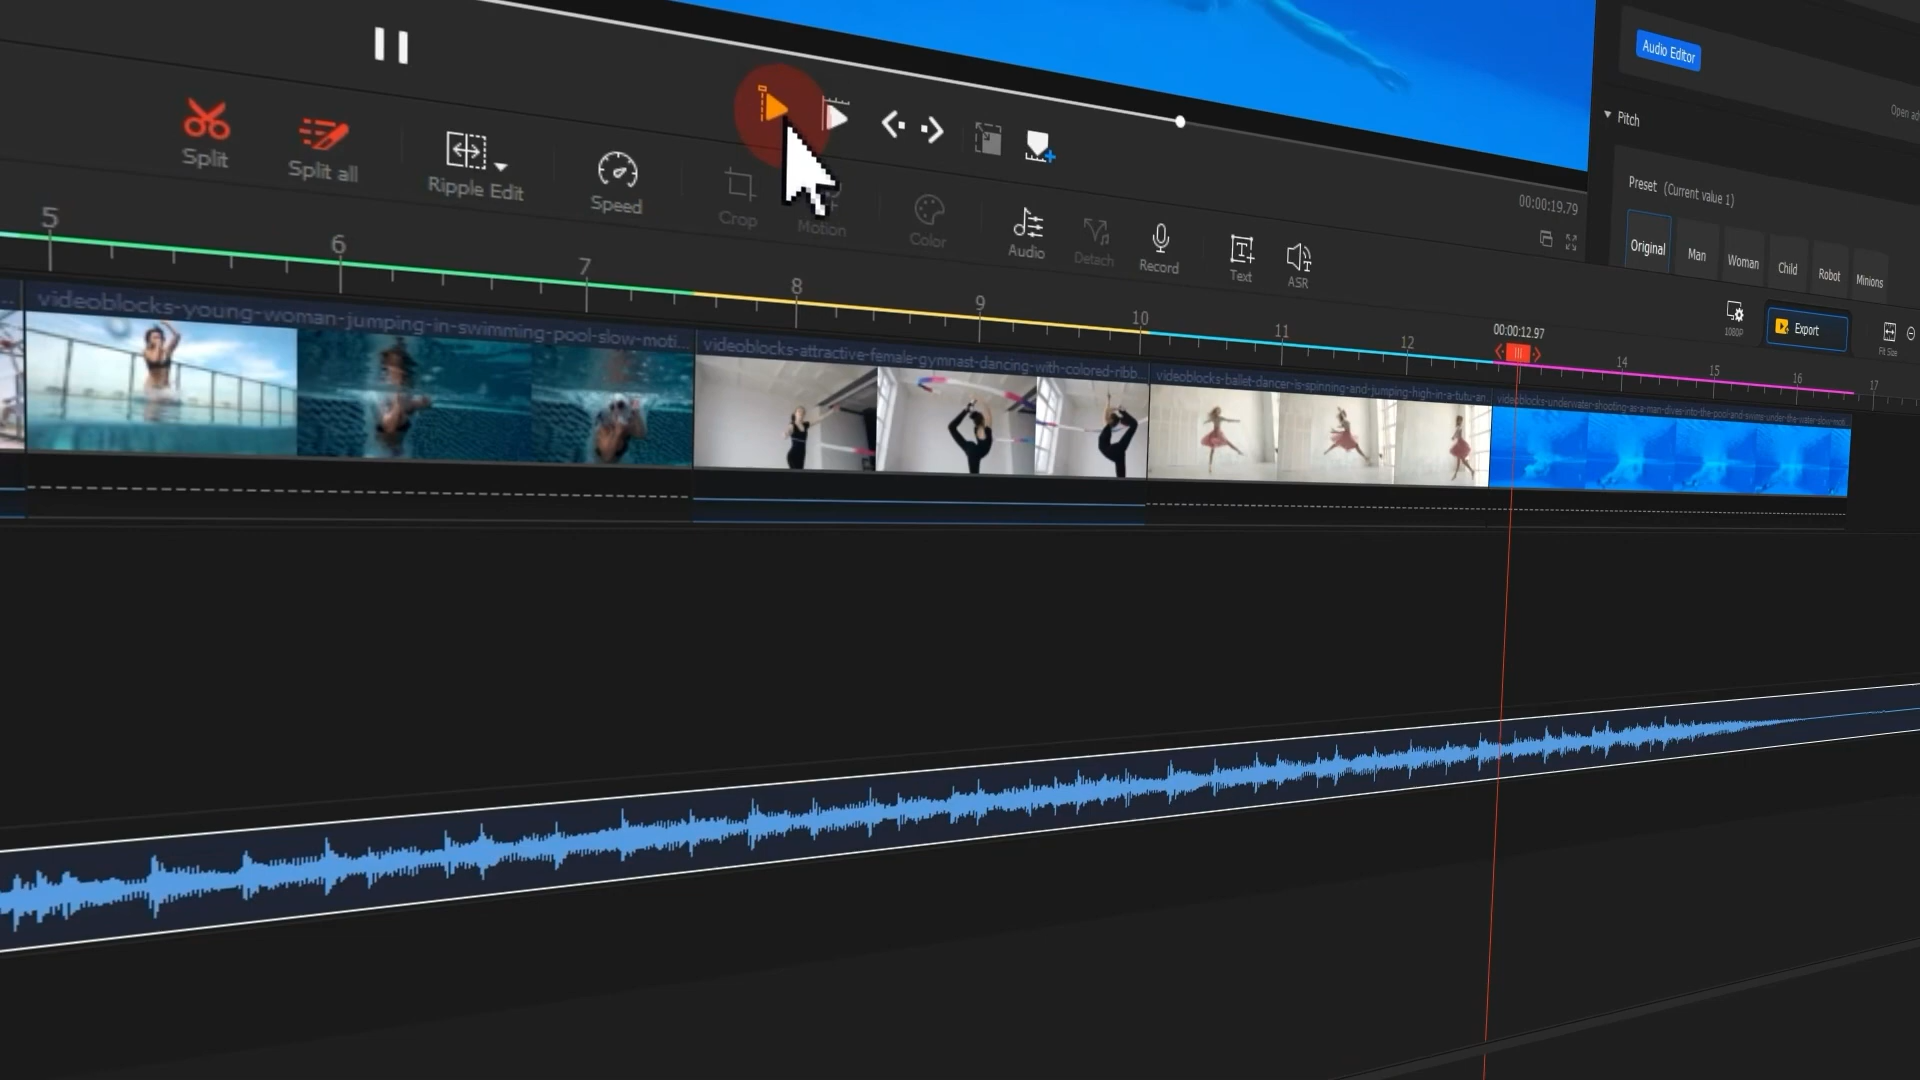 Audio Editor
Open ad
Pitch
Preset (Current value 1)
Original
Man
Woman
Child
Robot
Minions
00:00:19.79
Split
Split all
Ripple Edit
Speed
Crop
Motion
Color
Audio
Detach
Record
Text
ASR
1080P
Export
Fit Size
00:00:12.97
5
6
7
8
9
10
11
12
14
15
16
17
videoblocks-young-woman-jumping-in-swimming-pool-slow-moti...
videoblocks-attractive-female-gymnast-dancing-with-colored-ribb...
videoblocks-ballet-dancer-is-spinning-and-jumping-high-in-a-tutu-an...
videoblocks-underwater-shooting-as-a-man-dives-into-the-pool-and-swims-under-the-water-slow-moti...